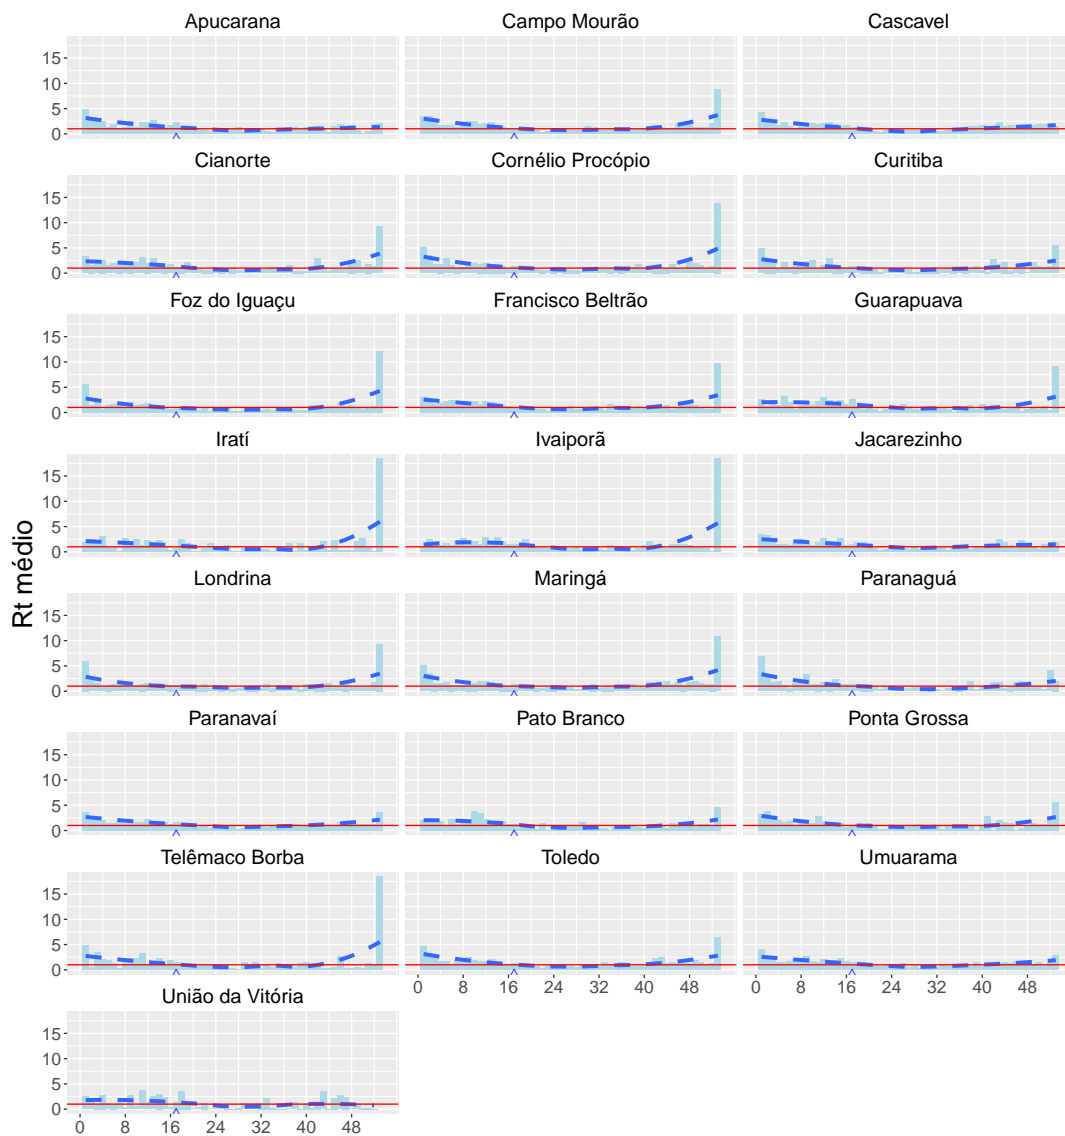 Apucarana Campo Mourão Cascavel
15
10
5
0
Cianorte Cornélio Procópio Curitiba
15
10
5
0
Foz do Iguaçu Francisco Beltrão Guarapuava
15
10
5
0
Iratí Ivaiporã Jacarezinho
15
10
5
0
Rt médio
Londrina Maringá Paranaguá
15
10
5
0
Paranavaí Pato Branco Ponta Grossa
15
10
5
0
Telêmaco Borba Toledo Umuarama
15
10
5
0
0 8 16 24 32 40 48 0 8 16 24 32 40 48
União da Vitória
15
10
5
0
0 8 16 24 32 40 48